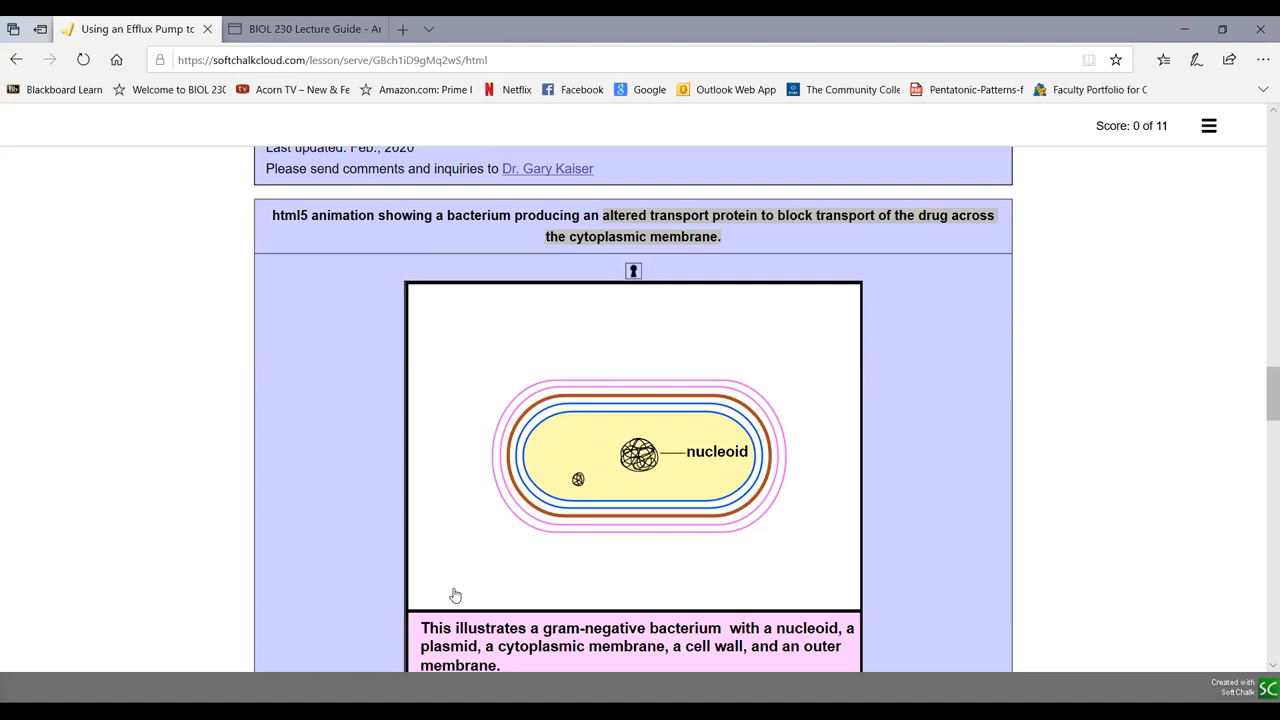 Using an Efflux Pump to
BIOL 230 Lecture Guide - Ar
https://softchalkcloud.com/lesson/serve/GBch1iD9gMq2wS/html
Bb Blackboard Learn
Welcome to BIOL 230
tv Acorn TV – New & Fe
Amazon.com: Prime I
Netflix
Facebook
Google
Outlook Web App
The Community Colle
Pentatonic-Patterns-f
Faculty Portfolio for C
Score: 0 of 11
Last updated: Feb., 2020
Please send comments and inquiries to Dr. Gary Kaiser
html5 animation showing a bacterium producing an altered transport protein to block transport of the drug across
the cytoplasmic membrane.
nucleoid
This illustrates a gram-negative bacterium with a nucleoid, a
plasmid, a cytoplasmic membrane, a cell wall, and an outer
membrane.
Created with
SoftChalk
SC